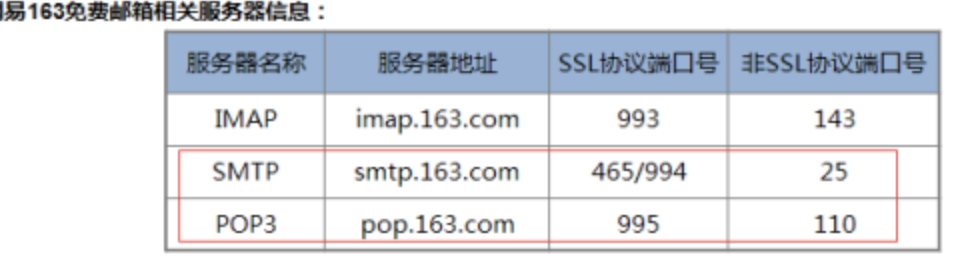 易163免费邮箱相关服务器信息：
服务器名称 服务器地址 SSL协议端口号 非SSL协议端口号
IMAP imap.163.com 993 143
SMTP smtp.163.com 465/994 25
POP3 pop.163.com 995 110